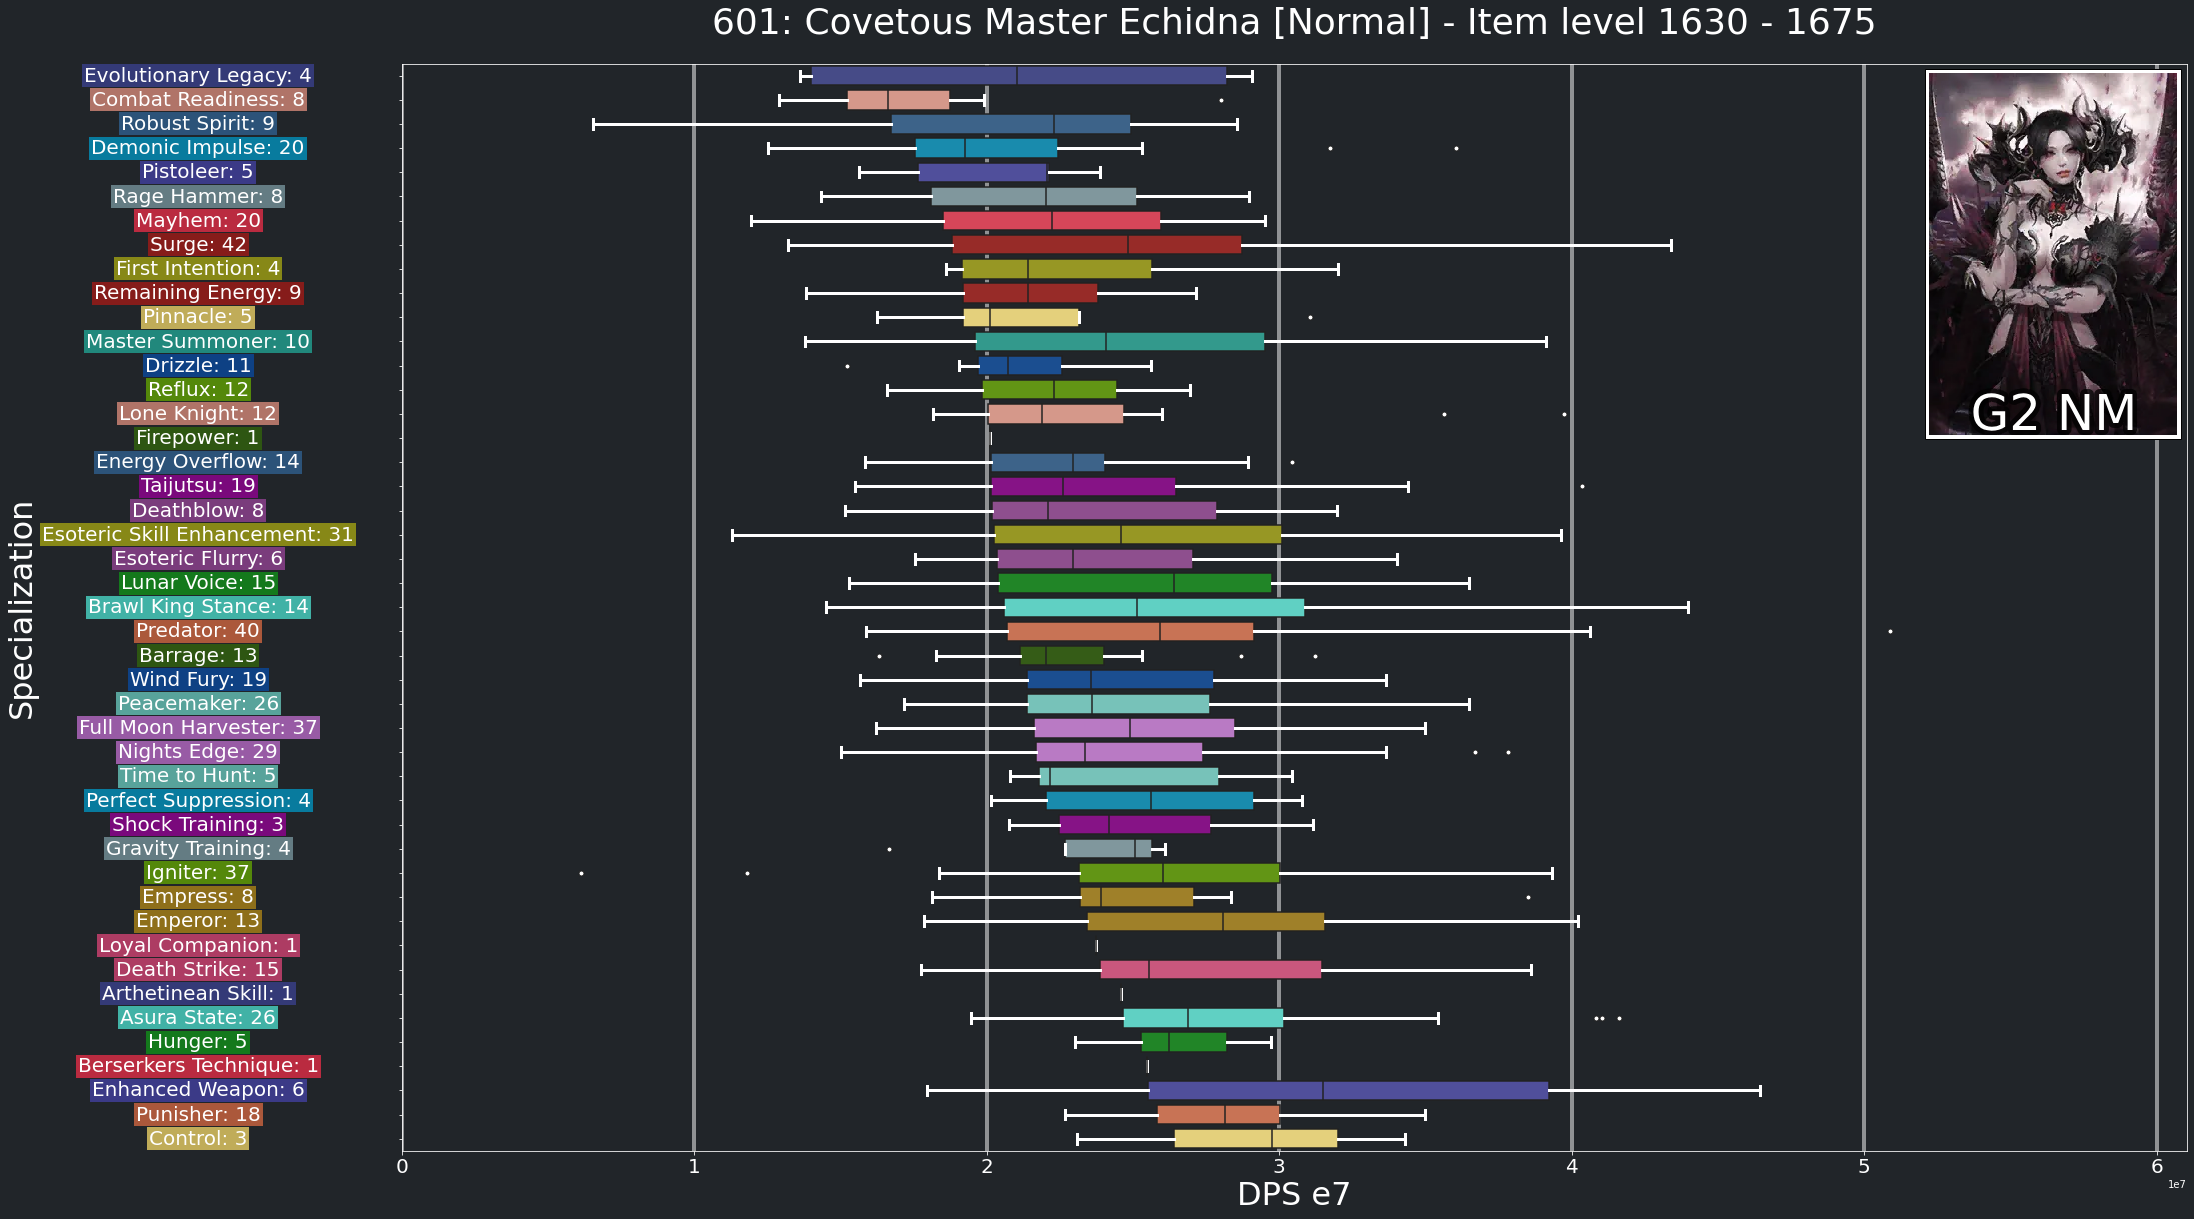 601: Covetous Master Echidna [Normal] - Item level 1630 - 1675
Evolutionary Legacy: 4
Combat Readiness: 8
Robust Spirit: 9
Demonic Impulse: 20
Pistoleer: 5
Rage Hammer: 8
Mayhem: 20
Surge: 42
First Intention: 4
Remaining Energy: 9
Pinnacle: 5
Master Summoner: 10
Drizzle: 11
Reflux: 12
Lone Knight: 12
Firepower: 1
Energy Overflow: 14
Taijutsu: 19
Deathblow: 8
Esoteric Skill Enhancement: 31
Esoteric Flurry: 6
Lunar Voice: 15
Brawl King Stance: 14
Predator: 40
Barrage: 13
Wind Fury: 19
Peacemaker: 26
Full Moon Harvester: 37
Nights Edge: 29
Time to Hunt: 5
Perfect Suppression: 4
Shock Training: 3
Gravity Training: 4
Igniter: 37
Empress: 8
Emperor: 13
Loyal Companion: 1
Death Strike: 15
Arthetinean Skill: 1
Asura State: 26
Hunger: 5
Berserkers Technique: 1
Enhanced Weapon: 6
Punisher: 18
Control: 3
Specialization
G2 NM
0 1 2 3 4 5 6
1e7
DPS e7